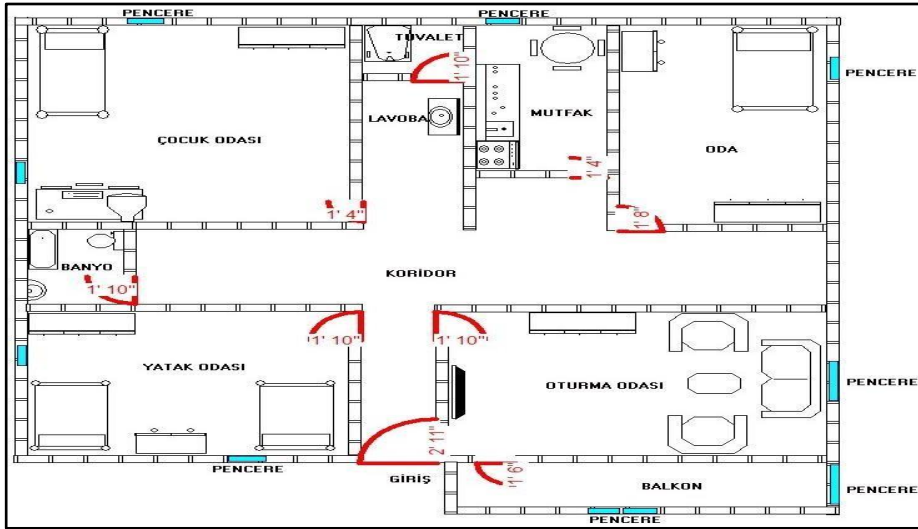 PENCERE
PENCERE
TUVALET
1' 10"
PENCERE
LAVOBA
MUTFAK
ÇOCUK ODASI
ODA
1' 4"
1' 4"
1' 8"
BANYO
KORİDOR
1' 10"
1' 10"
1' 10"
YATAK ODASI
OTURMA ODASI
PENCERE
2' 11"
PENCERE
GİRİŞ
1' 6"
BALKON
PENCERE
PENCERE